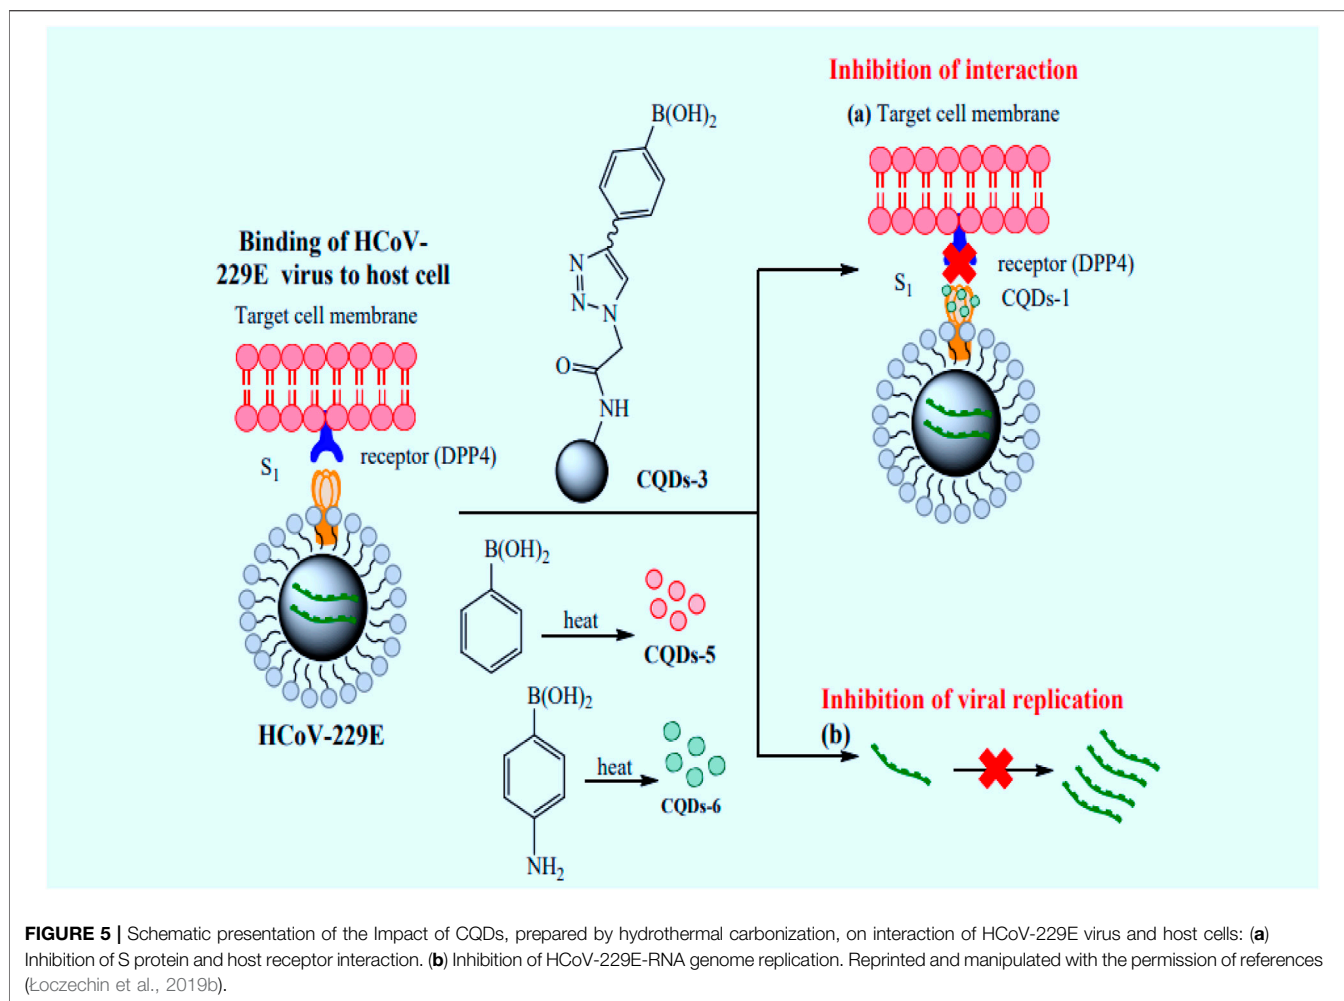 Binding of HCoV-
229E virus to host cell
Target cell membrane
S1
receptor (DPP4)
HCoV-229E
B(OH)2
N
N
N
O
NH
CQDs-3
B(OH)2
heat
CQDs-5
B(OH)2
heat
NH2
CQDs-6
Inhibition of interaction
(a) Target cell membrane
S1
receptor (DPP4)
CQDs-1
Inhibition of viral replication
(b)
FIGURE 5 | Schematic presentation of the Impact of CQDs, prepared by hydrothermal carbonization, on interaction of HCoV-229E virus and host cells: (a)
Inhibition of S protein and host receptor interaction. (b) Inhibition of HCoV-229E-RNA genome replication. Reprinted and manipulated with the permission of references
(Łoczechin et al., 2019b).